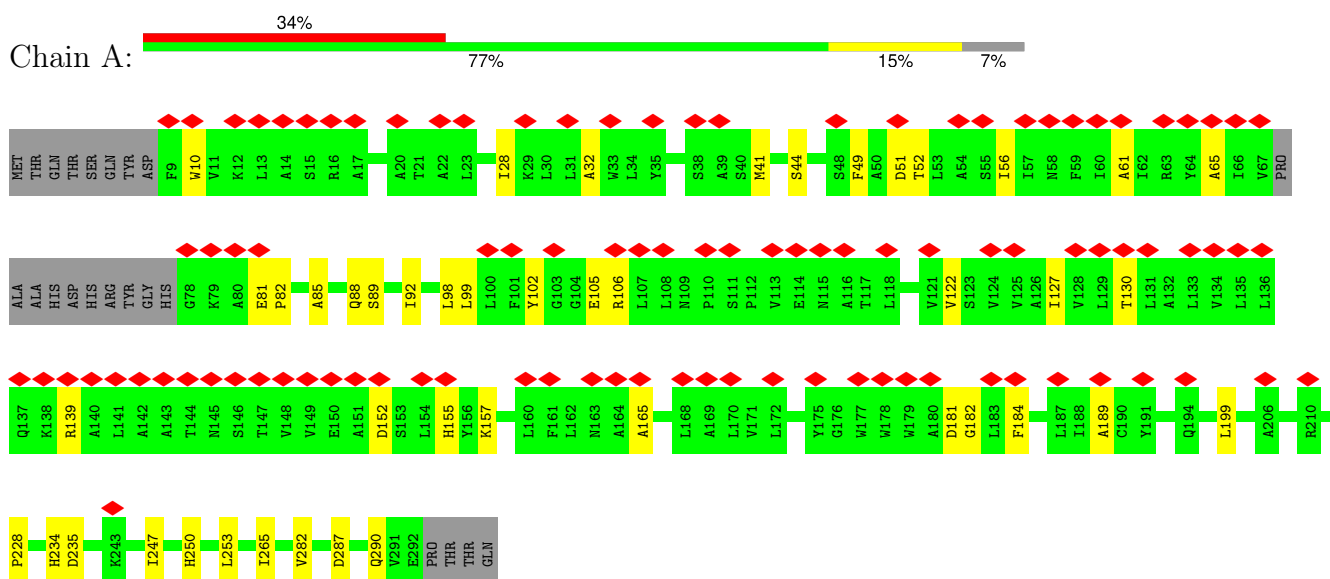 34%
Chain A:
77% 15% 7%
MET THR GLN THR SER GLN TYR ASP F9 W10 V11 K12 L13 A14 S15 R16 A17 A20 T21 A22 L23 I28 K29 L30 L31 A32 W33 L34 Y35 S38 A39 S40 M41 S44 S48 F49 A50 D51 T52 L53 A54 S55 I56 I57 N58 F59 I60 A61 I62 R63 Y64 A65 I66 V67 PRO
ALA ALA HIS ASP HIS ARG TYR GLY HIS G78 K79 A80 E81 P82 A85 Q88 S89 I92 L98 L99 L100 F101 Y102 G103 G104 E105 R106 L107 L108 N109 P110 S111 P112 V113 E114 N115 A116 T117 L118 V121 V122 S123 V124 V125 A126 I127 V128 L129 T130 L131 A132 L133 V134 L135 L136
Q137 K138 R139 A140 L141 A142 A143 T144 N145 S146 T147 V148 V149 E150 A151 D152 S153 L154 H155 Y156 K157 L160 F161 L162 N163 A164 A165 L168 A169 L170 V171 L172 Y175 G176 W177 W178 W179 A180 D181 G182 L183 F184 L187 I188 A189 C190 Y191 Q194 L199 A206 R210
P228 H234 D235 K243 I247 H250 L253 I265 V282 D287 Q290 V291 E292 PRO THR THR GLN